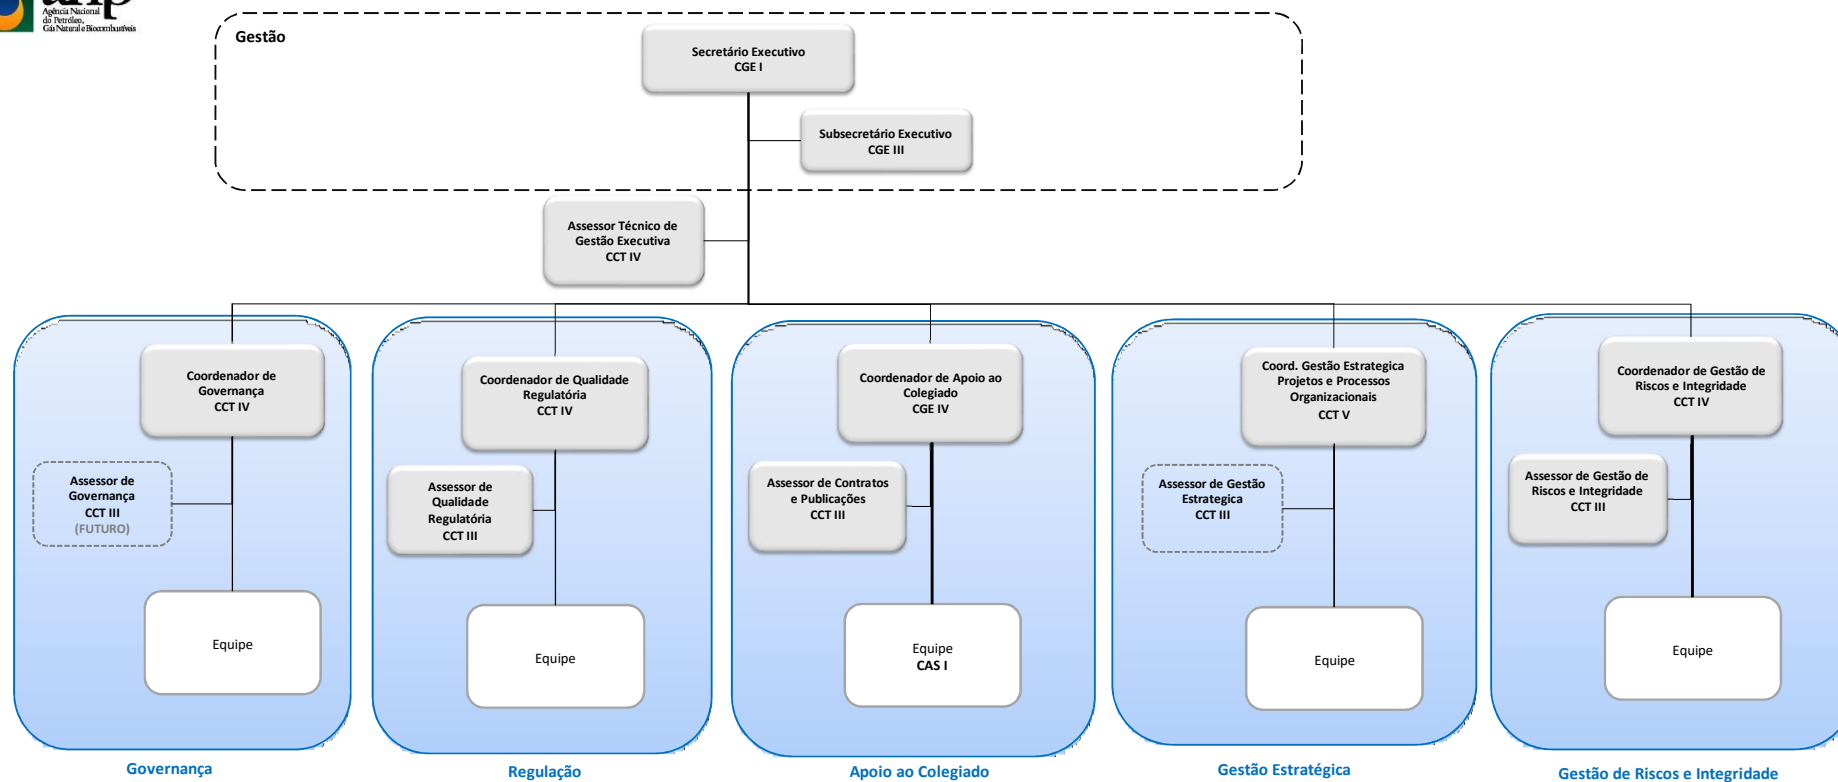 anp
Agência Nacional
do Petróleo,
Gás Natural e Biocombustíveis
Gestão
Secretário Executivo
CGE I
Subsecretário Executivo
CGE III
Assessor Técnico de
Gestão Executiva
CCT IV
Coordenador de
Governança
CCT IV
Assessor de
Governança
CCT III
(FUTURO)
Equipe
Governança
Coordenador de Qualidade
Regulatória
CCT IV
Assessor de
Qualidade
Regulatória
CCT III
Equipe
Regulação
Coordenador de Apoio ao
Colegiado
CGE IV
Assessor de Contratos
e Publicações
CCT III
Equipe
CAS I
Apoio ao Colegiado
Coord. Gestão Estrategica
Projetos e Processos
Organizacionais
CCT V
Assessor de Gestão
Estrategica
CCT III
Equipe
Gestão Estratégica
Coordenador de Gestão de
Riscos e Integridade
CCT IV
Assessor de Gestão de
Riscos e Integridade
CCT III
Equipe
Gestão de Riscos e Integridade